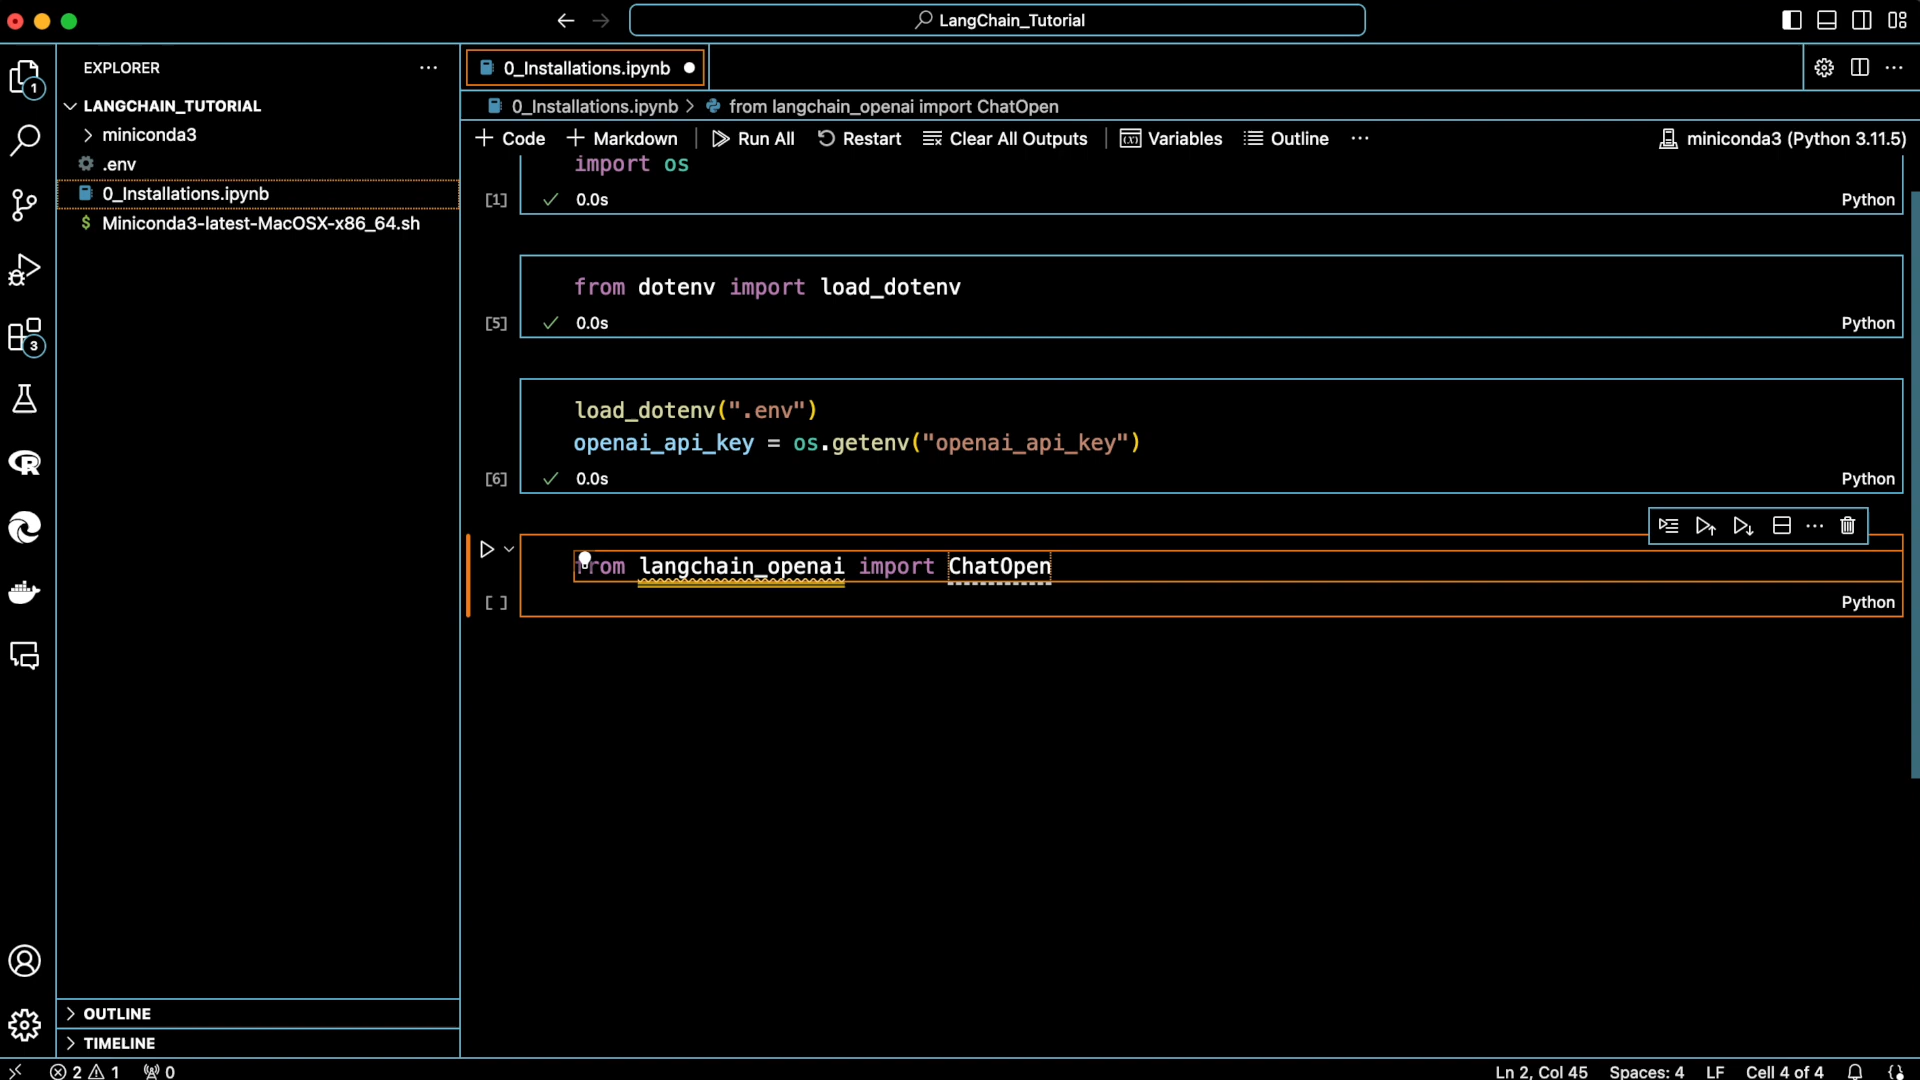 LangChain_Tutorial
EXPLORER
LANGCHAIN_TUTORIAL
miniconda3
.env
0_Installations.ipynb
$ Miniconda3-latest-MacOSX-x86_64.sh
OUTLINE
TIMELINE
1
3
0_Installations.ipynb
0_Installations.ipynb > from langchain_openai import ChatOpen
+ Code + Markdown Run All Restart Clear All Outputs Variables Outline ... miniconda3 (Python 3.11.5)
import os
[1] ✓ 0.0s Python
from dotenv import load_dotenv
[5] ✓ 0.0s Python
load_dotenv(".env")
openai_api_key = os.getenv("openai_api_key")
[6] ✓ 0.0s Python
from langchain_openai import ChatOpen
[ ] Python
2 1 0 Ln 2, Col 45 Spaces: 4 LF Cell 4 of 4